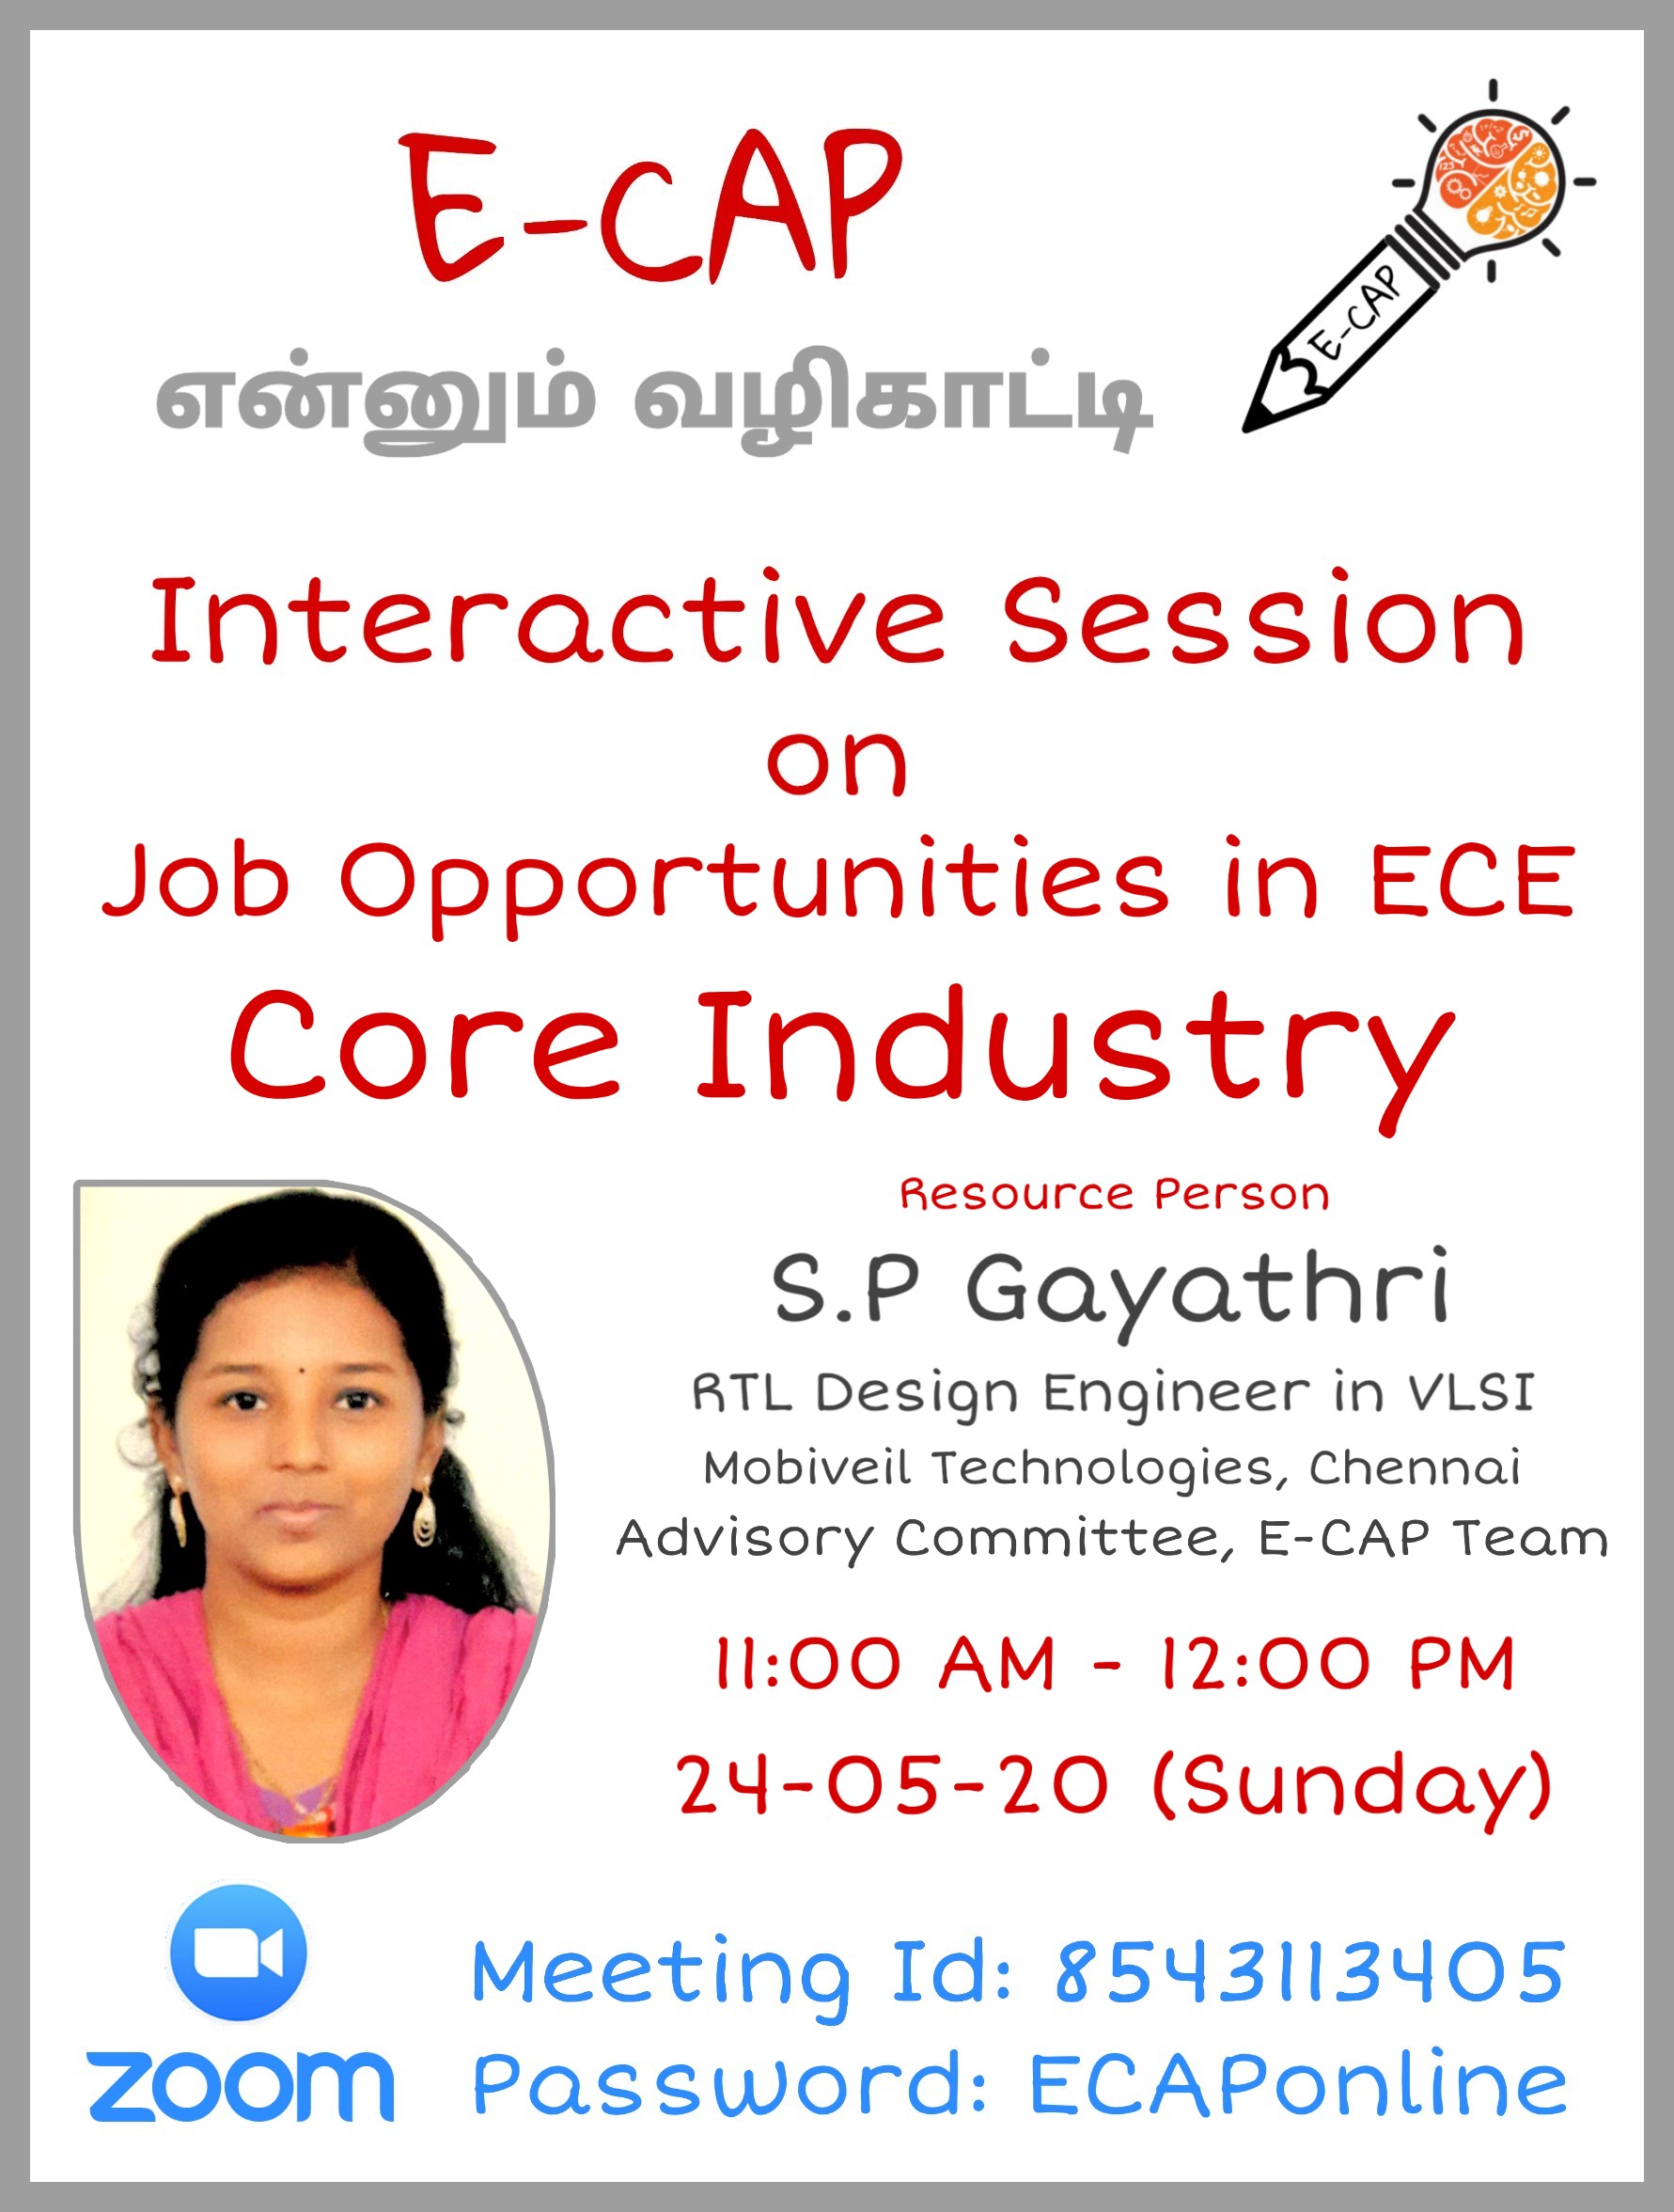 E-CAP
என்னும் வழிகாட்டி
E-CAP
Interactive Session
on
Job Opportunities in ECE
Core Industry
Resource Person
S.P Gayathri
RTL Design Engineer in VLSI
Mobiveil Technologies, Chennai
Advisory Committee, E-CAP Team
11:00 AM - 12:00 PM
24-05-20 (Sunday)
Meeting Id: 8543113405
zoom
Password: ECAPonline